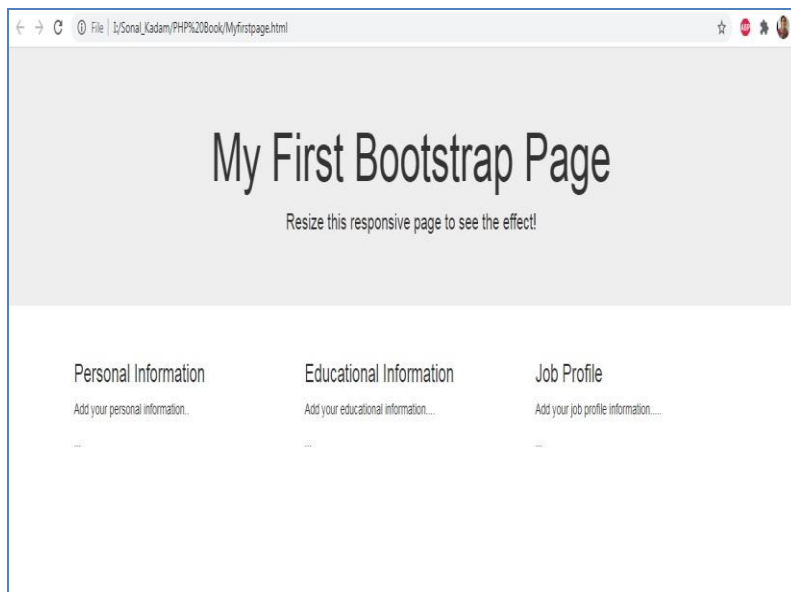 File | I:/Sonal_Kadam/PHP%20Book/Myfirstpage.html
ABP
My First Bootstrap Page
Resize this responsive page to see the effect!
Personal Information
Add your personal information..
...
Educational Information
Add your educational information....
...
Job Profile
Add your job profile information.....
...